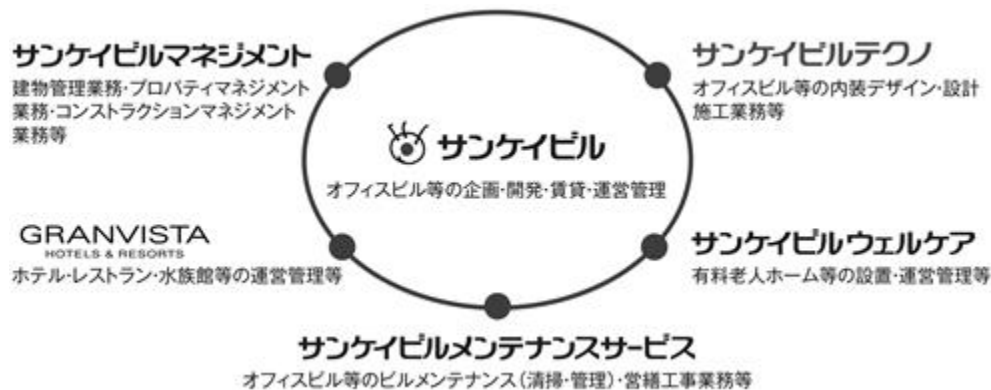 サンケイビルマネジメント
建物管理業務・プロパティマネジメント
業務・コンストラクションマネジメント
業務等
サンケイビルテクノ
オフィスビル等の内装デザイン・設計
施工業務等
サンケイビル
オフィスビル等の企画・開発・賃貸・運営管理
GRANVISTA
HOTELS & RESORTS
ホテル・レストラン・水族館等の運営管理等
サンケイビルウェルケア
有料老人ホーム等の設置・運営管理等
サンケイビルメンテナンスサービス
オフィスビル等のビルメンテナンス(清掃・管理)・営繕工事業務等